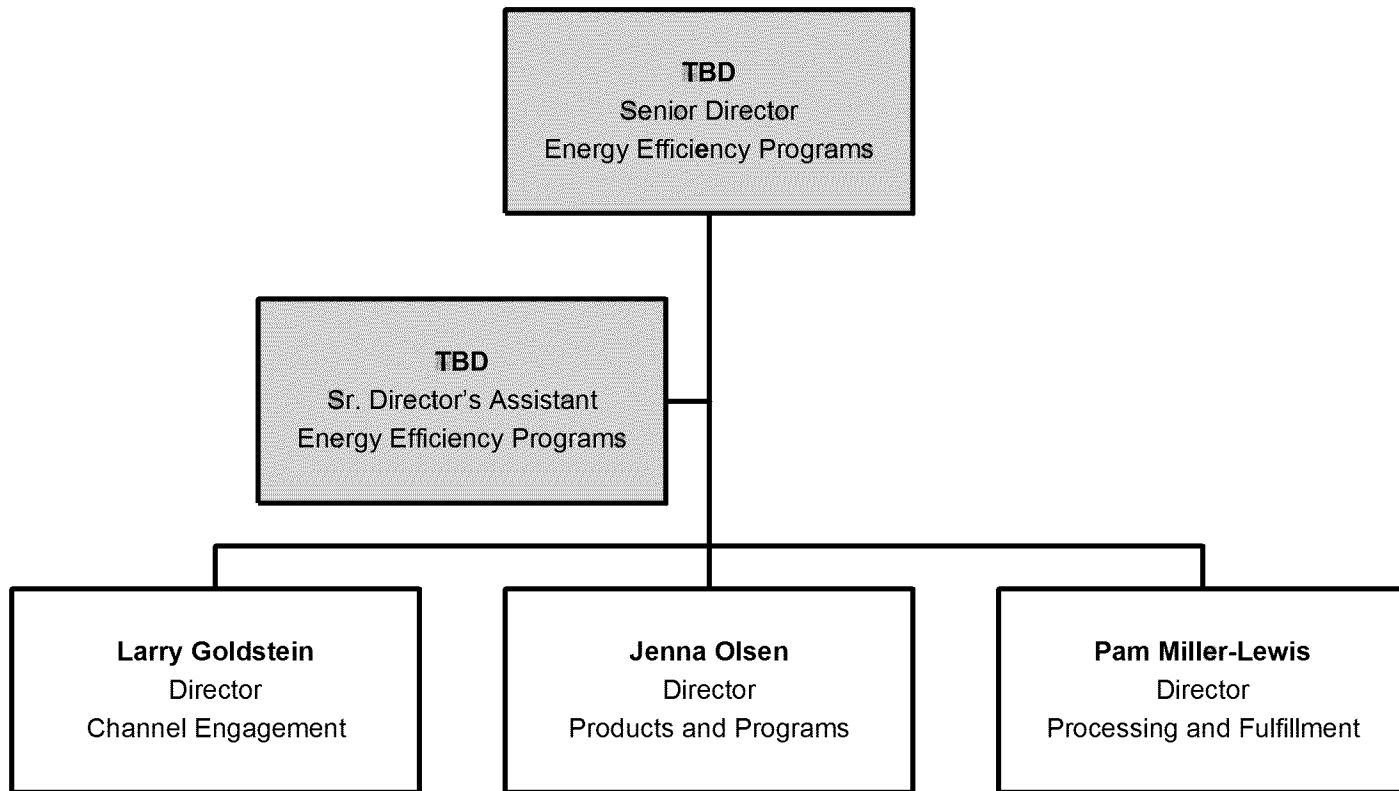 TBD
Senior Director
Energy Efficiency Programs
TBD
Sr. Director’s Assistant
Energy Efficiency Programs
Larry Goldstein
Director
Channel Engagement
Jenna Olsen
Director
Products and Programs
Pam Miller-Lewis
Director
Processing and Fulfillment